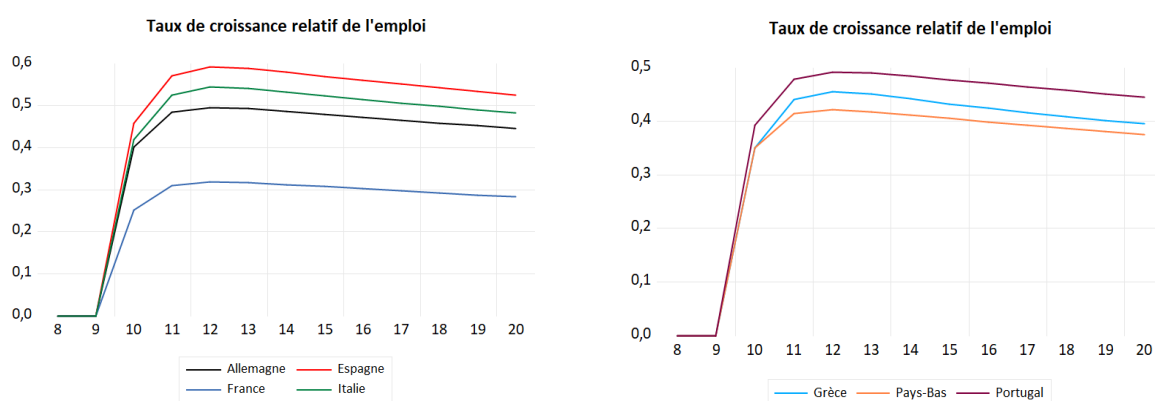 Taux de croissance relatif de l'emploi
0,6
0,5
0,4
0,3
0,2
0,1
0,0
8 9 10 11 12 13 14 15 16 17 18 19 20
Allemagne Espagne
France Italie
Taux de croissance relatif de l'emploi
0,5
0,4
0,3
0,2
0,1
0,0
8 9 10 11 12 13 14 15 16 17 18 19 20
Grèce Pays-Bas Portugal